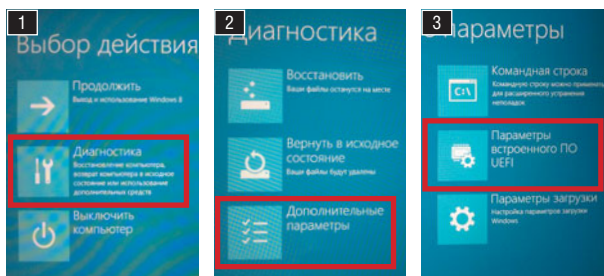 1
Выбор действия
Продолжить
Выход и использование Windows 8
Диагностика
Восстановление компьютера,
возврат компьютера в исходное
состояние или использование
дополнительных средств
Выключить
компьютер
2
Диагностика
Восстановить
Ваши файлы останутся на месте
Вернуть в исходное
состояние
Ваши файлы будут удалены
Дополнительные
параметры
3
параметры
Командная строка
Командную строку можно применить
для расширенного устранения
неполадок
C:\
Параметры
встроенного ПО
UEFI
Параметры загрузки
Настройка параметров загрузки
Windows